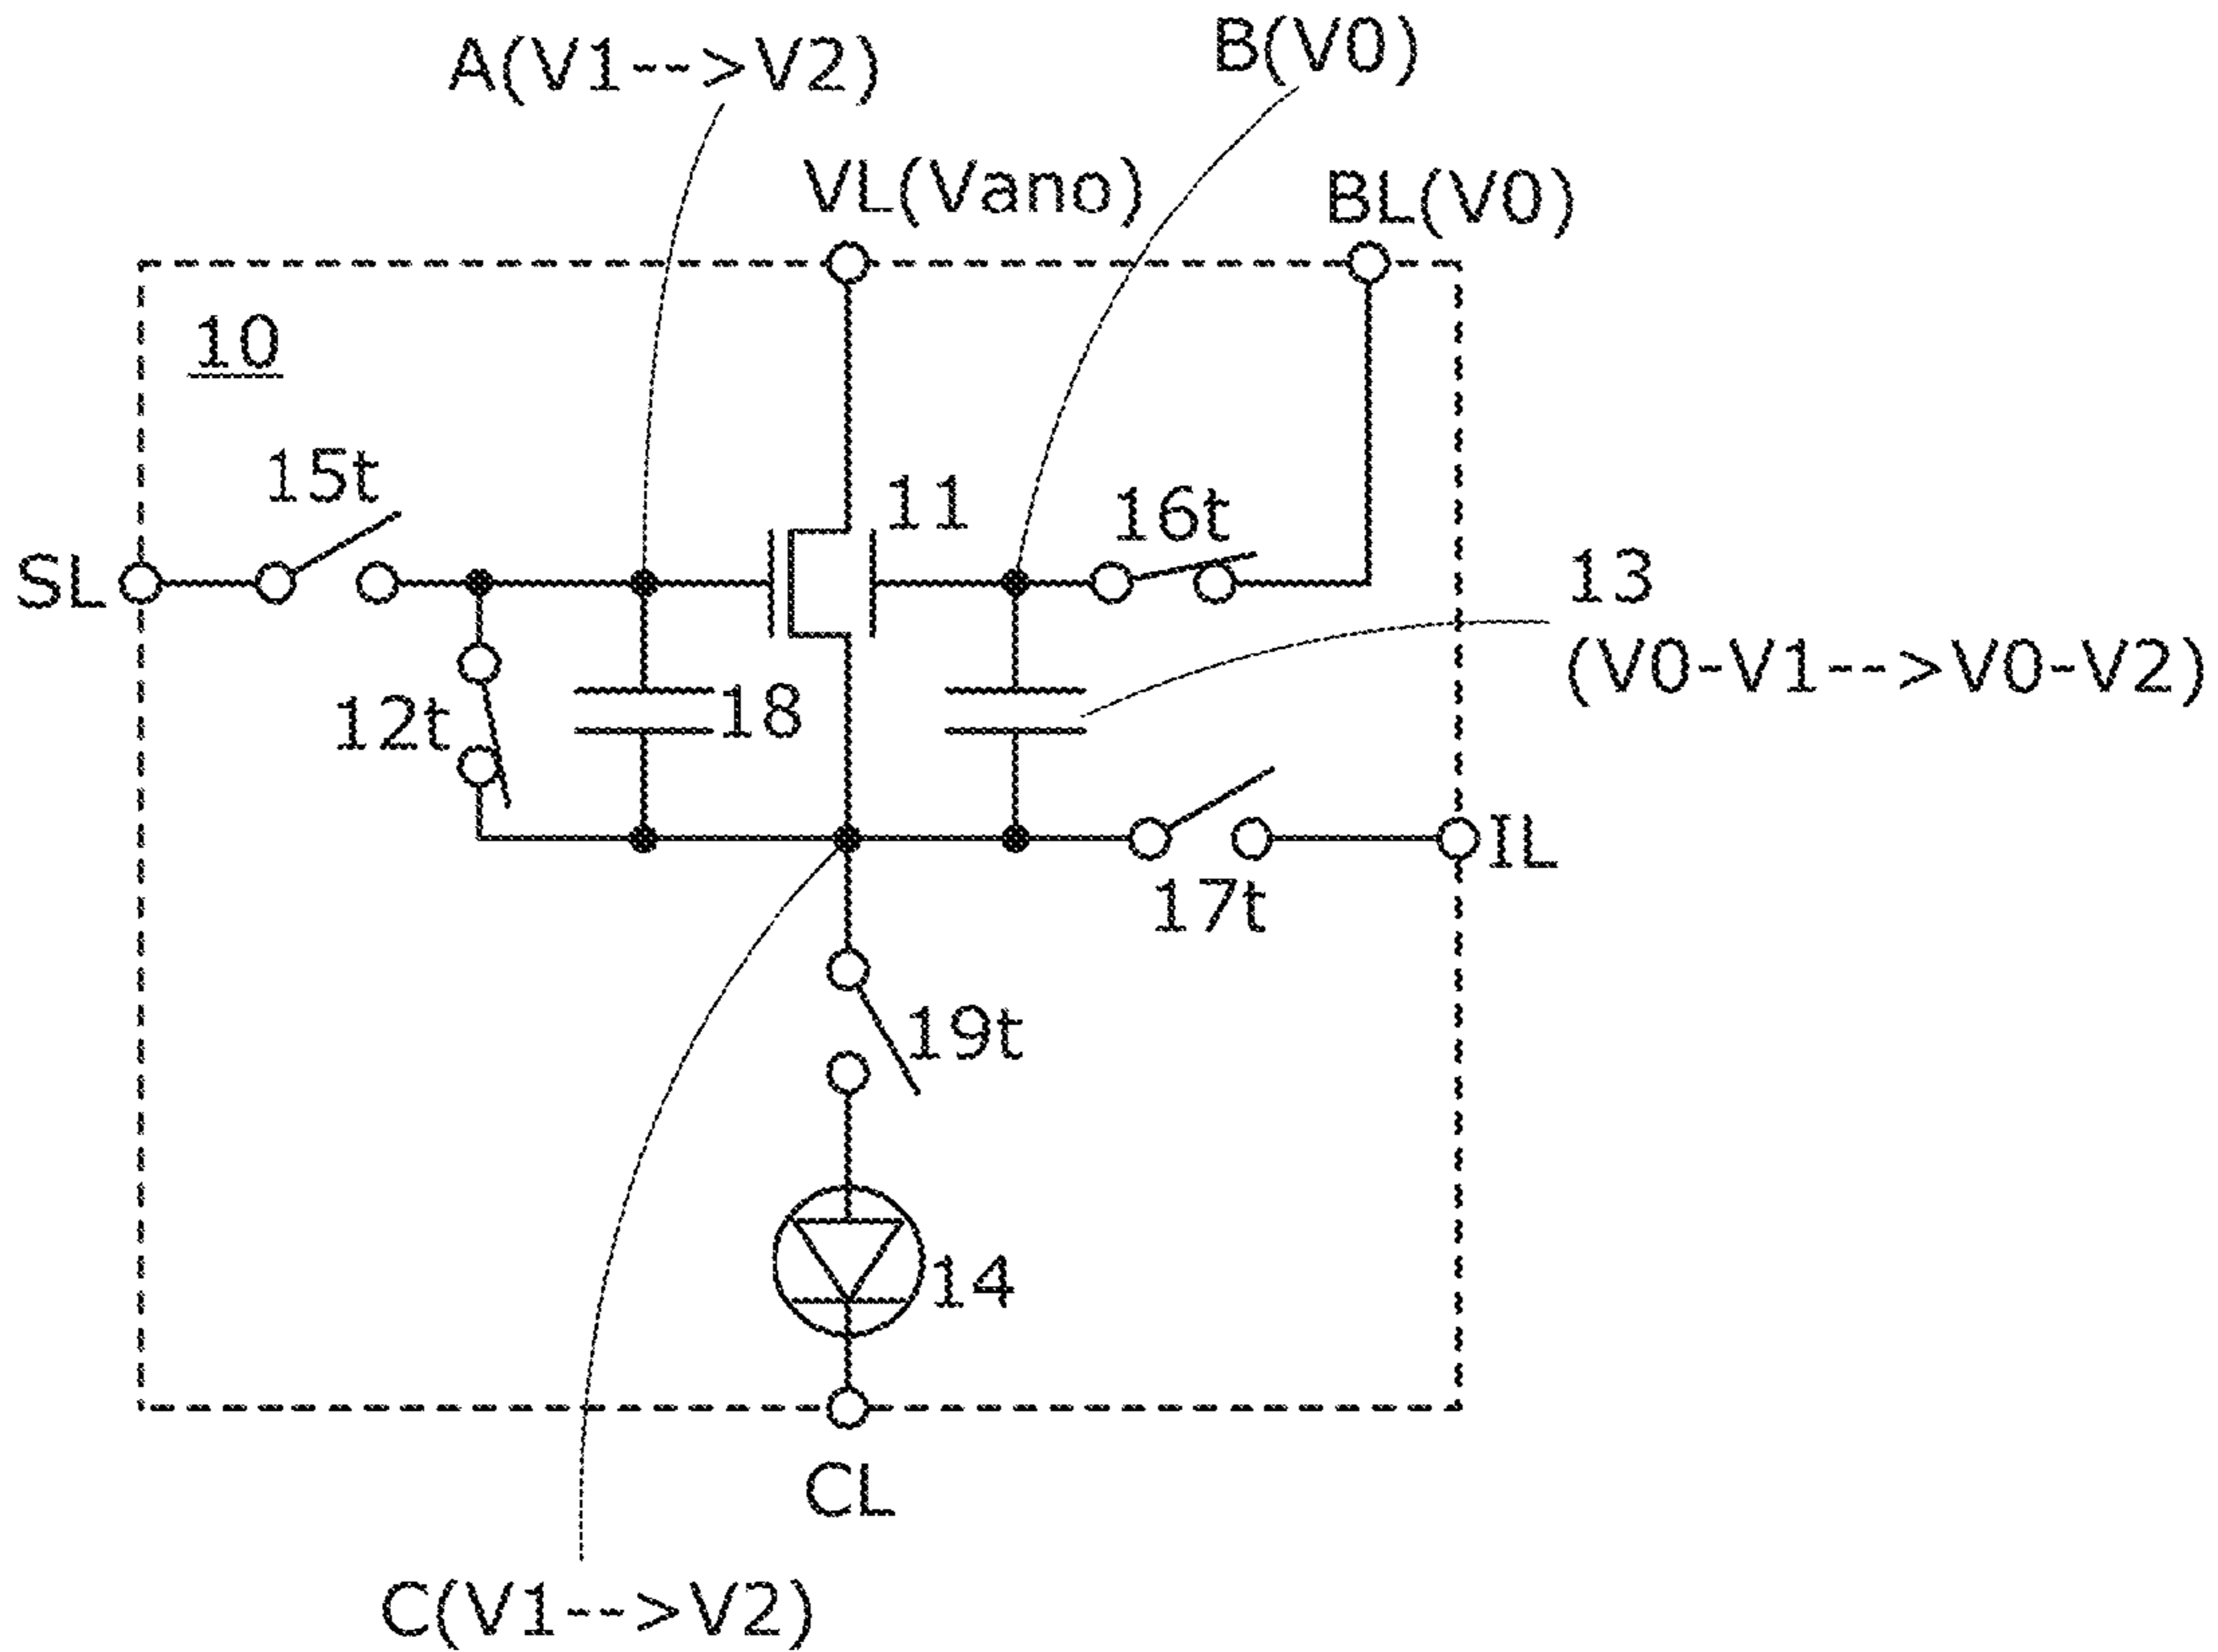 A(V1-->V2)
B(V0)
VL(Vano)
BL(V0)
10
15t
11
16t
SL
13
(V0-V1-->V0-V2)
12t
18
IL
17t
19t
14
CL
C(V1-->V2)